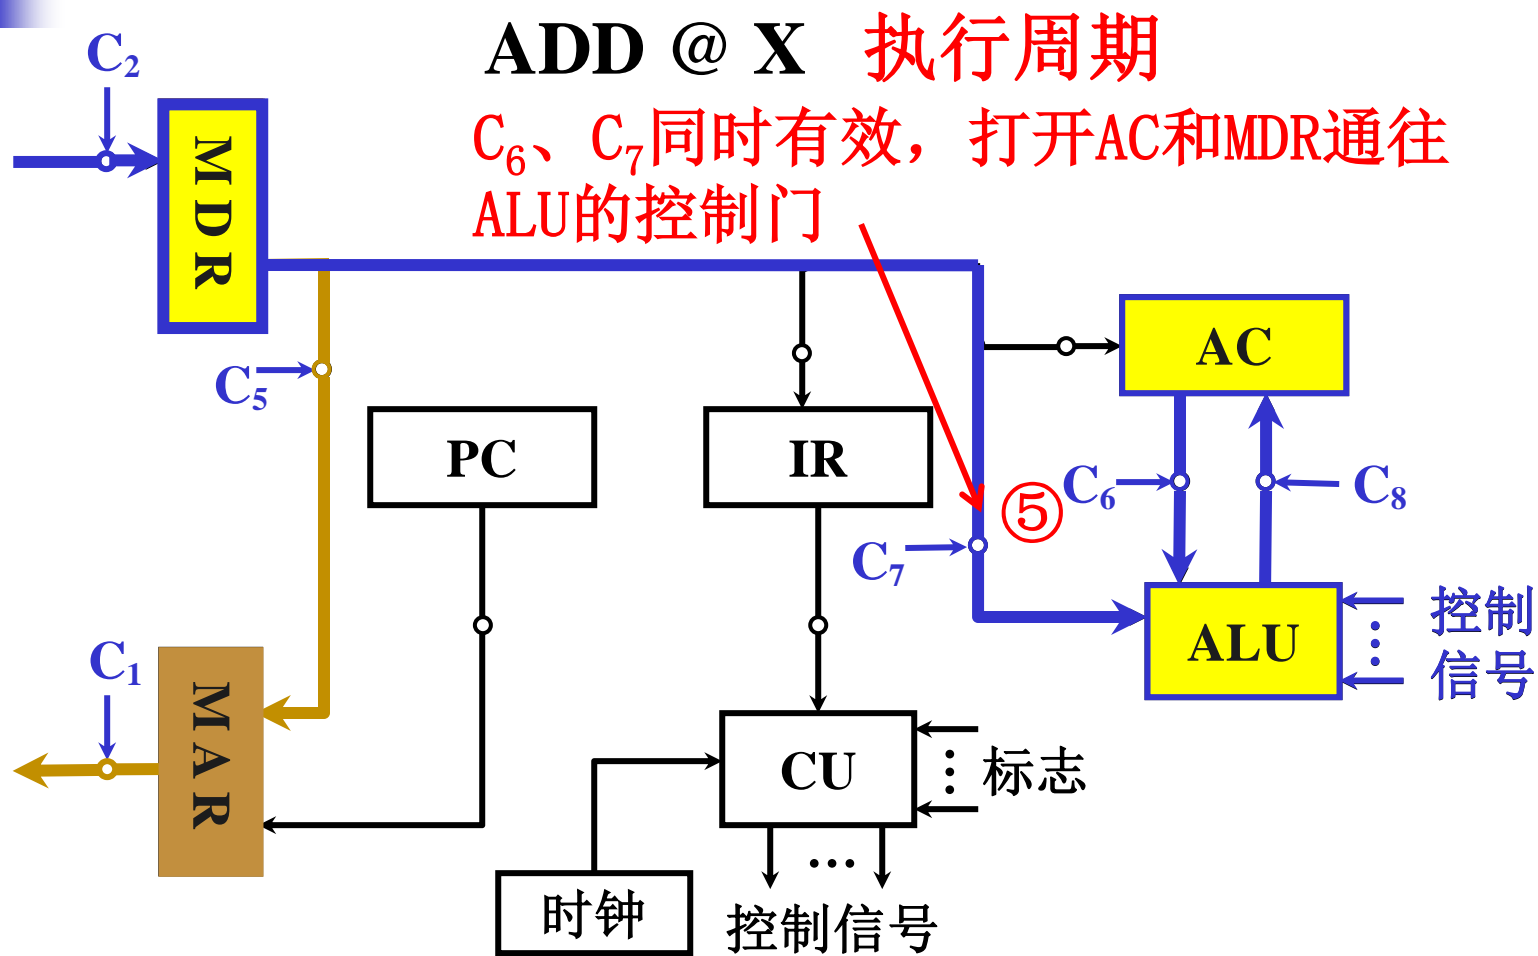 ADD @ X 执行周期
C₂
C₆、C₇同时有效，打开AC和MDR通往
ALU的控制门
MDR
AC
C₅
PC
IR
C₆
C₈
⑤
C₇
控制
信号
ALU
C₁
MAR
CU
标志
时钟
控制信号